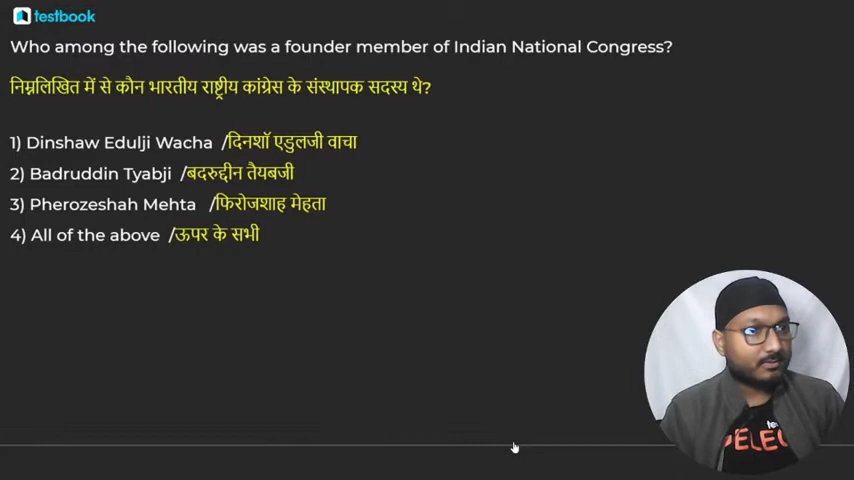 testbook
Who among the following was a founder member of Indian National Congress?
निम्नलिखित में से कौन भारतीय राष्ट्रीय कांग्रेस के संस्थापक सदस्य थे?
1) Dinshaw Edulji Wacha /दिनशॉ एडुलजी वाचा
2) Badruddin Tyabji /बदरुद्दीन तैयबजी
3) Pherozeshah Mehta /फिरोजशाह मेहता
4) All of the above /ऊपर के सभी